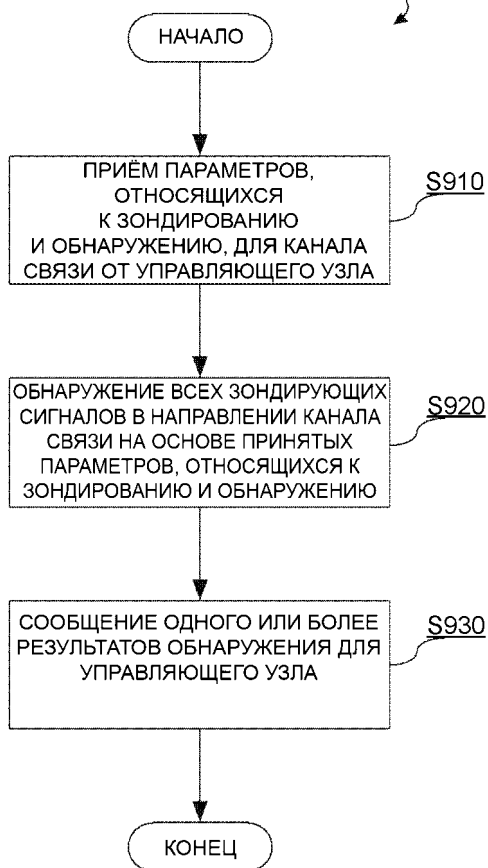 НАЧАЛО
ПРИЁМ ПАРАМЕТРОВ,
ОТНОСЯЩИХСЯ
К ЗОНДИРОВАНИЮ
И ОБНАРУЖЕНИЮ, ДЛЯ КАНАЛА
СВЯЗИ ОТ УПРАВЛЯЮЩЕГО УЗЛА
S910
ОБНАРУЖЕНИЕ ВСЕХ ЗОНДИРУЮЩИХ
СИГНАЛОВ В НАПРАВЛЕНИИ КАНАЛА
СВЯЗИ НА ОСНОВЕ ПРИНЯТЫХ
ПАРАМЕТРОВ, ОТНОСЯЩИХСЯ К
ЗОНДИРОВАНИЮ И ОБНАРУЖЕНИЮ
S920
СООБЩЕНИЕ ОДНОГО ИЛИ БОЛЕЕ
РЕЗУЛЬТАТОВ ОБНАРУЖЕНИЯ ДЛЯ
УПРАВЛЯЮЩЕГО УЗЛА
S930
КОНЕЦ